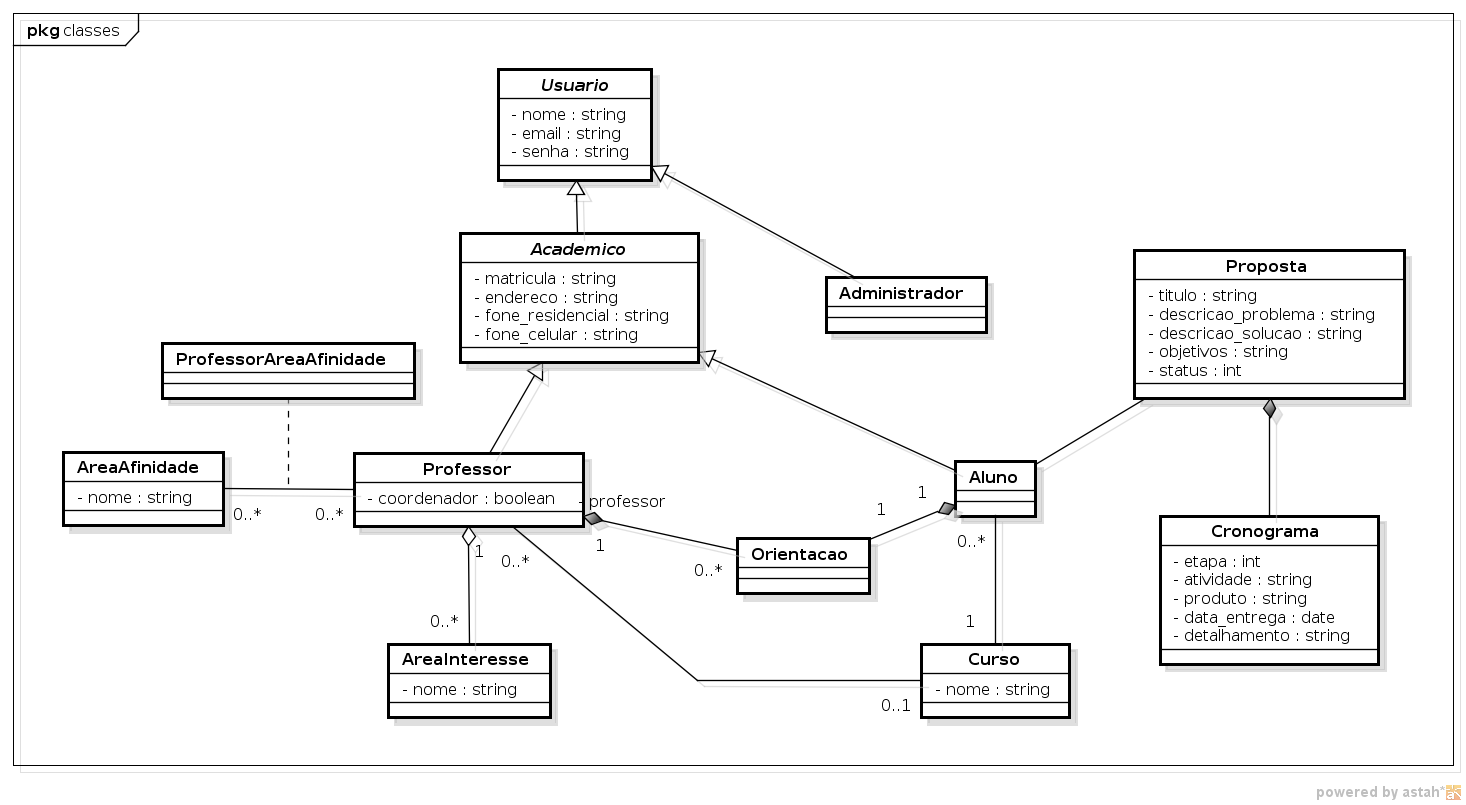 pkg classes
Usuario
- nome : string
- email : string
- senha : string
Academico
- matricula : string
- endereco : string
- fone_residencial : string
- fone_celular : string
Administrador
Proposta
- titulo : string
- descricao_problema : string
- descricao_solucao : string
- objetivos : string
- status : int
ProfessorAreaAfinidade
AreaAfinidade
- nome : string
0..*
0..*
Professor
- coordenador : boolean
- professor
1
0..*
Orientacao
1
1
Aluno
0..*
1
1
0..*
0..*
0..1
AreaInteresse
- nome : string
Curso
- nome : string
Cronograma
- etapa : int
- atividade : string
- produto : string
- data_entrega : date
- detalhamento : string
powered by astah*